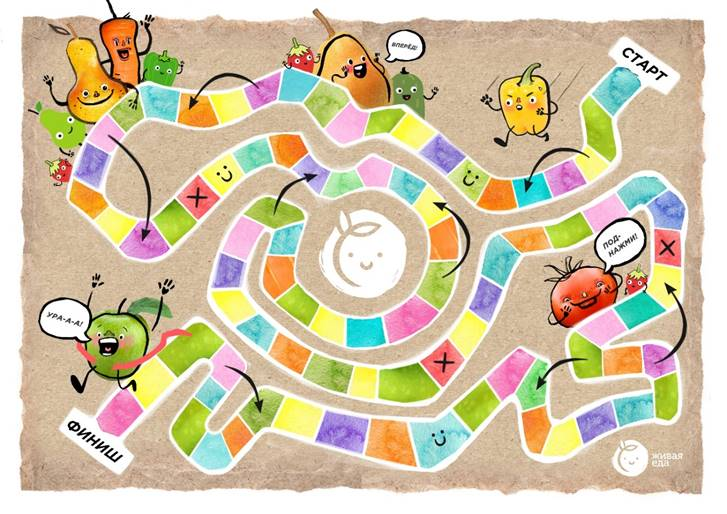 ВПЕРЁД!
СТАРТ
ПОД-
НАЖМИ!
УРА-А-А!
ФИНИШ
живая
еда